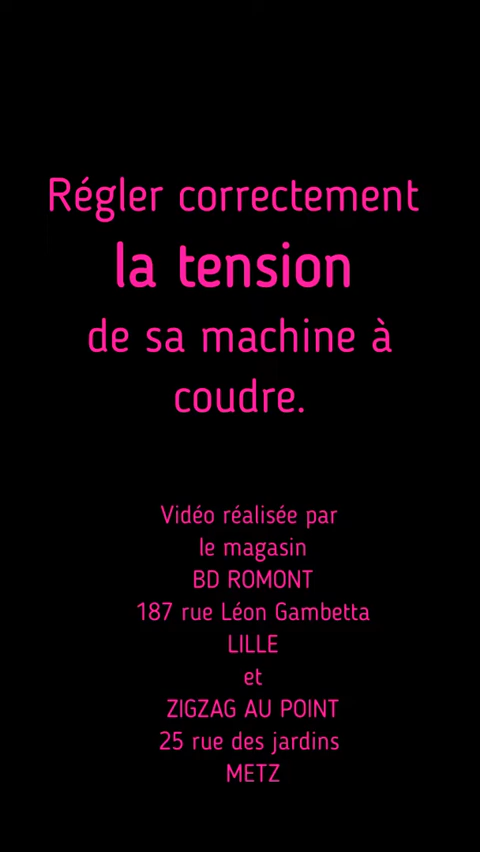 Régler correctement
la tension
de sa machine à
coudre.
Vidéo réalisée par
le magasin
BD ROMONT
187 rue Léon Gambetta
LILLE
et
ZIGZAG AU POINT
25 rue des jardins
METZ